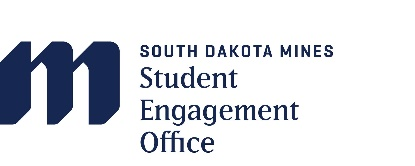 m
SOUTH DAKOTA MINES
Student
Engagement
Office